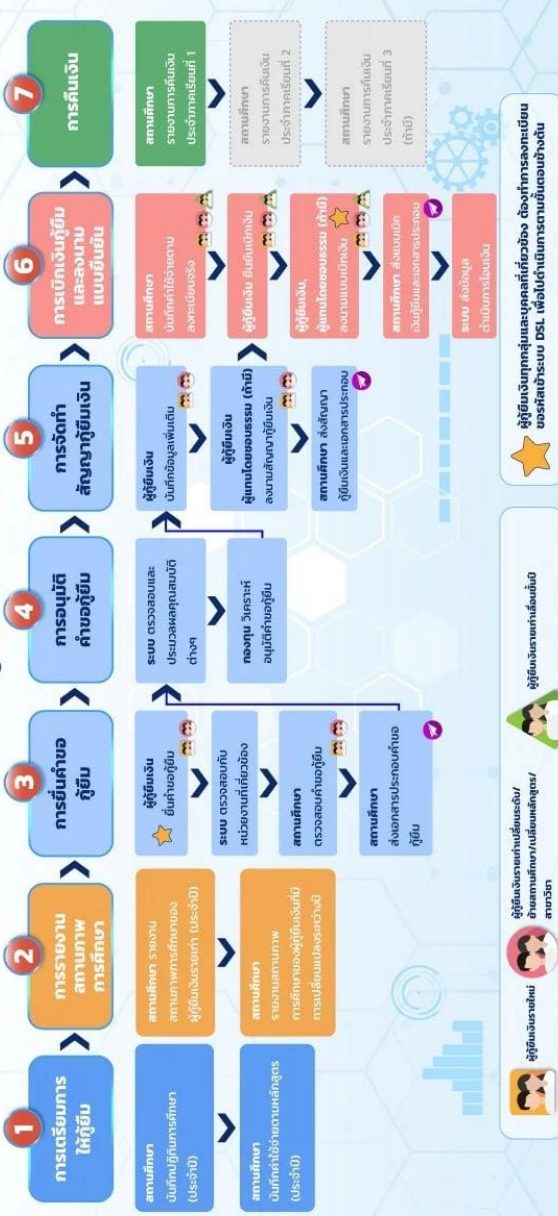 1
การเตรียมการ
ให้กู้ยืม
สถานศึกษา
บันทึกปฏิทินการศึกษา
(ประจำปี)
สถานศึกษา
บันทึกค่าใช้จ่ายตามหลักสูตร
(ประจำปี)
2
การรายงาน
สถานภาพ
การศึกษา
สถานศึกษา รายงาน
สถานภาพการศึกษาของ
ผู้กู้ยืมเงินรายเก่า (ประจำปี)
สถานศึกษา
รายงานสถานภาพ
การศึกษาของผู้กู้ยืมเงินที่มี
การเปลี่ยนแปลงระหว่างปี
3
การยื่นคำขอ
กู้ยืม
ผู้กู้ยืมเงิน
ยื่นคำขอกู้ยืม
ระบบ ตรวจสอบกับ
หน่วยงานที่เกี่ยวข้อง
สถานศึกษา
ตรวจสอบคำขอกู้ยืม
สถานศึกษา
ส่งเอกสารประกอบคำขอ
กู้ยืม
4
การอนุมัติ
คำขอกู้ยืม
ระบบ ตรวจสอบและ
ประมวลผลคุณสมบัติ
ต่างๆ
กองทุน วิเคราะห์
อนุมัติคำขอกู้ยืม
5
การจัดทำ
สัญญากู้ยืมเงิน
ผู้กู้ยืมเงิน
บันทึกข้อมูลเพิ่มเติม
ผู้กู้ยืมเงิน
ผู้แทนโดยชอบธรรม (ถ้ามี)
ลงนามสัญญากู้ยืมเงิน
สถานศึกษา ส่งสัญญา
กู้ยืมเงินและเอกสารประกอบ
6
การเบิกเงินกู้ยืม
และลงนาม
แบบยืนยัน
สถานศึกษา
บันทึกค่าใช้จ่ายตาม
ลงทะเบียนจริง
ผู้กู้ยืมเงิน ยืนยันเบิกเงิน
ผู้กู้ยืมเงิน,
ผู้แทนโดยชอบธรรม (ถ้ามี)
ลงนามแบบเบิกเงิน
สถานศึกษา ส่งแบบเบิก
เงินกู้ยืมและเอกสารประกอบ
ระบบ ส่งข้อมูล
ดำเนินการโอนเงิน
7
การคืนเงิน
สถานศึกษา
รายงานการคืนเงิน
ประจำภาคเรียนที่ 1
สถานศึกษา
รายงานการคืนเงิน
ประจำภาคเรียนที่ 2
สถานศึกษา
รายงานการคืนเงิน
ประจำภาคเรียนที่ 3
(ถ้ามี)
ผู้กู้ยืมเงินรายใหม่
ผู้กู้ยืมเงินรายเก่าเปลี่ยนระดับ/
ย้ายสถานศึกษา/เปลี่ยนหลักสูตร/
สาขาวิชา
ผู้กู้ยืมเงินรายเก่าเลื่อนชั้นปี
ผู้กู้ยืมเงินทุกกลุ่มและบุคคลที่เกี่ยวข้อง ต้องทำการลงทะเบียน
ขอรหัสเข้าระบบ DSL เพื่อไปดำเนินการตามขั้นตอนข้างต้น